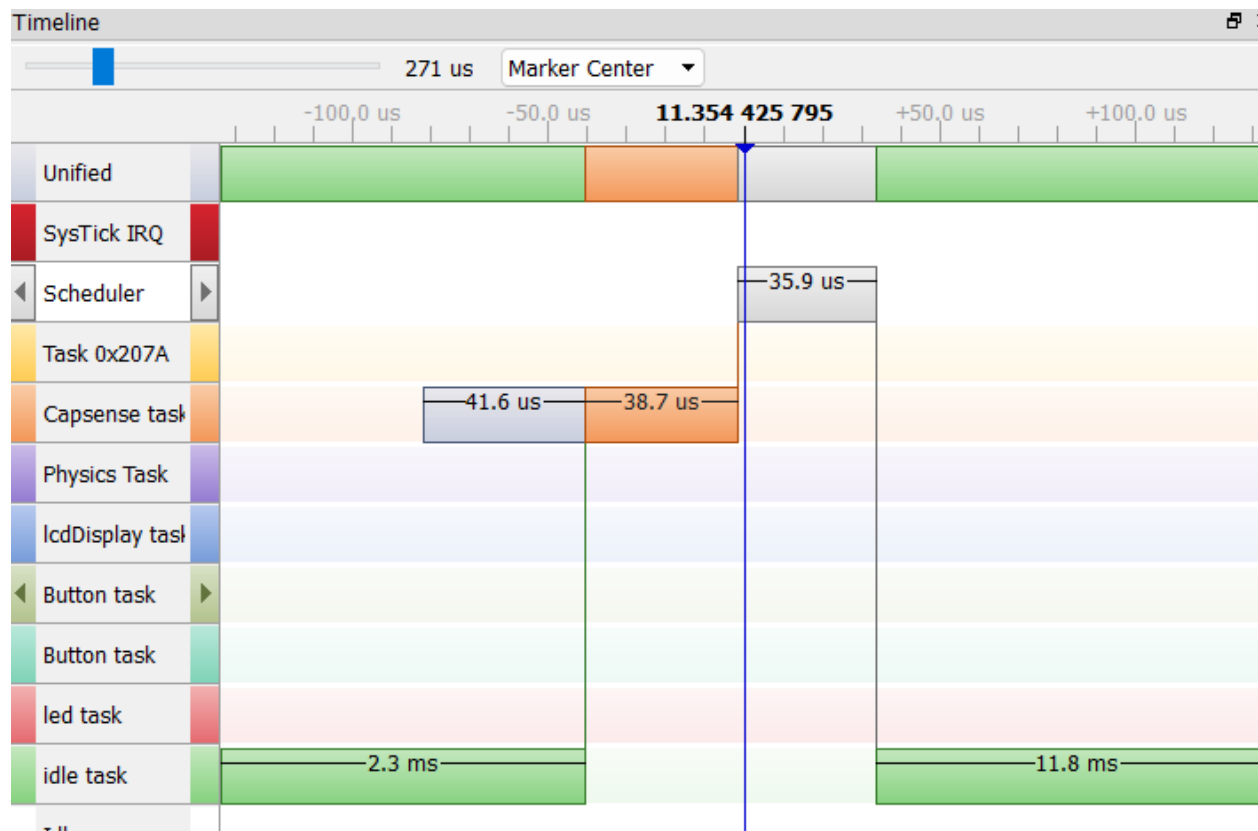 Timeline
271 us Marker Center
-100.0 us -50.0 us 11.354 425 795 +50.0 us +100.0 us
Unified
SysTick IRQ
Scheduler 35.9 us
Task 0x207A
Capsense task 41.6 us 38.7 us
Physics Task
lcdDisplay task
Button task
Button task
led task
idle task 2.3 ms 11.8 ms